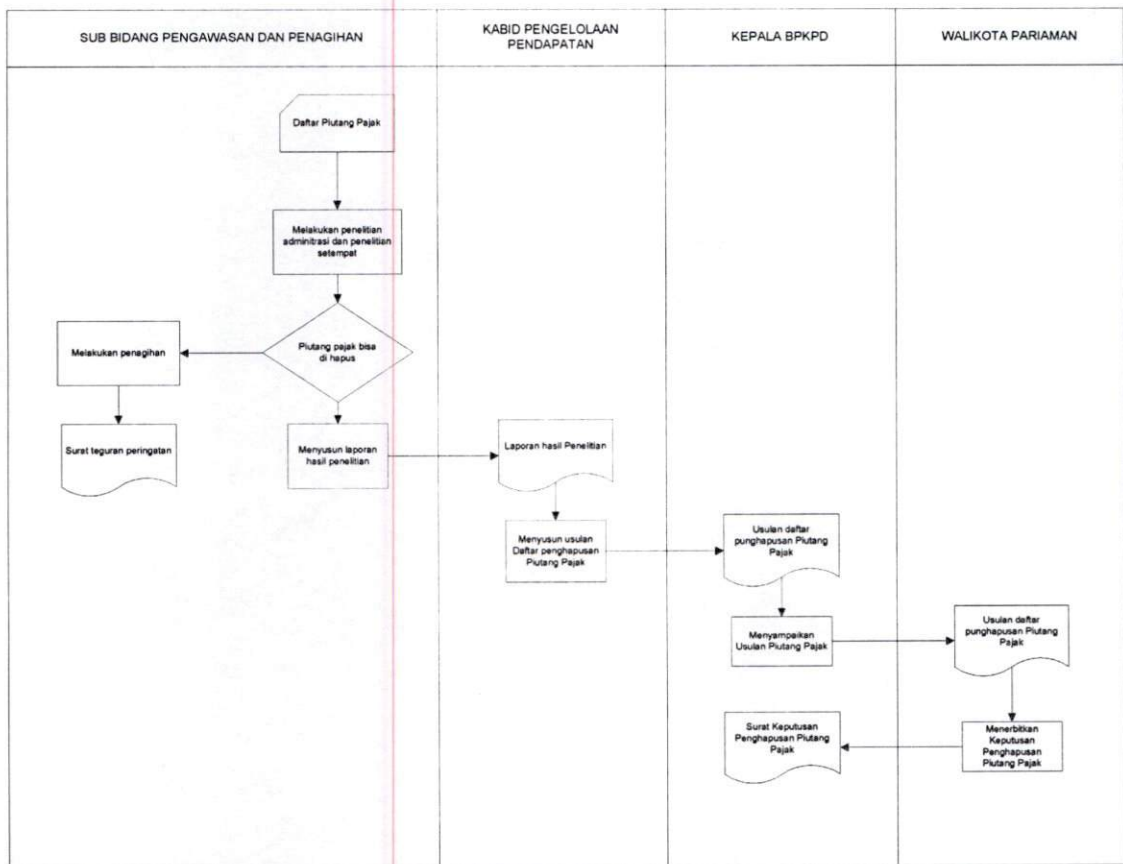 SUB BIDANG PENGAWASAN DAN PENAGIHAN
KABID PENGELOLAAN
PENDAPATAN
KEPALA BPKPD
WALIKOTA PARIAMAN
Daftar Piutang Pajak
Melakukan penelitian
adminitrasi dan penelitian
setempat
Piutang pajak bisa
di hapus
Melakukan penagihan
Surat teguran peringatan
Menyusun laporan
hasil penelitian
Laporan hasil Penelitian
Menyusun usulan
Daftar penghapusan
Piutang Pajak
Usulan daftar
punghapusan Piutang
Pajak
Menyampaikan
Usulan Piutang Pajak
Usulan daftar
punghapusan Piutang
Pajak
Menerbitkan
Keputusan
Penghapusan
Piutang Pajak
Surat Keputusan
Penghapusan Piutang
Pajak